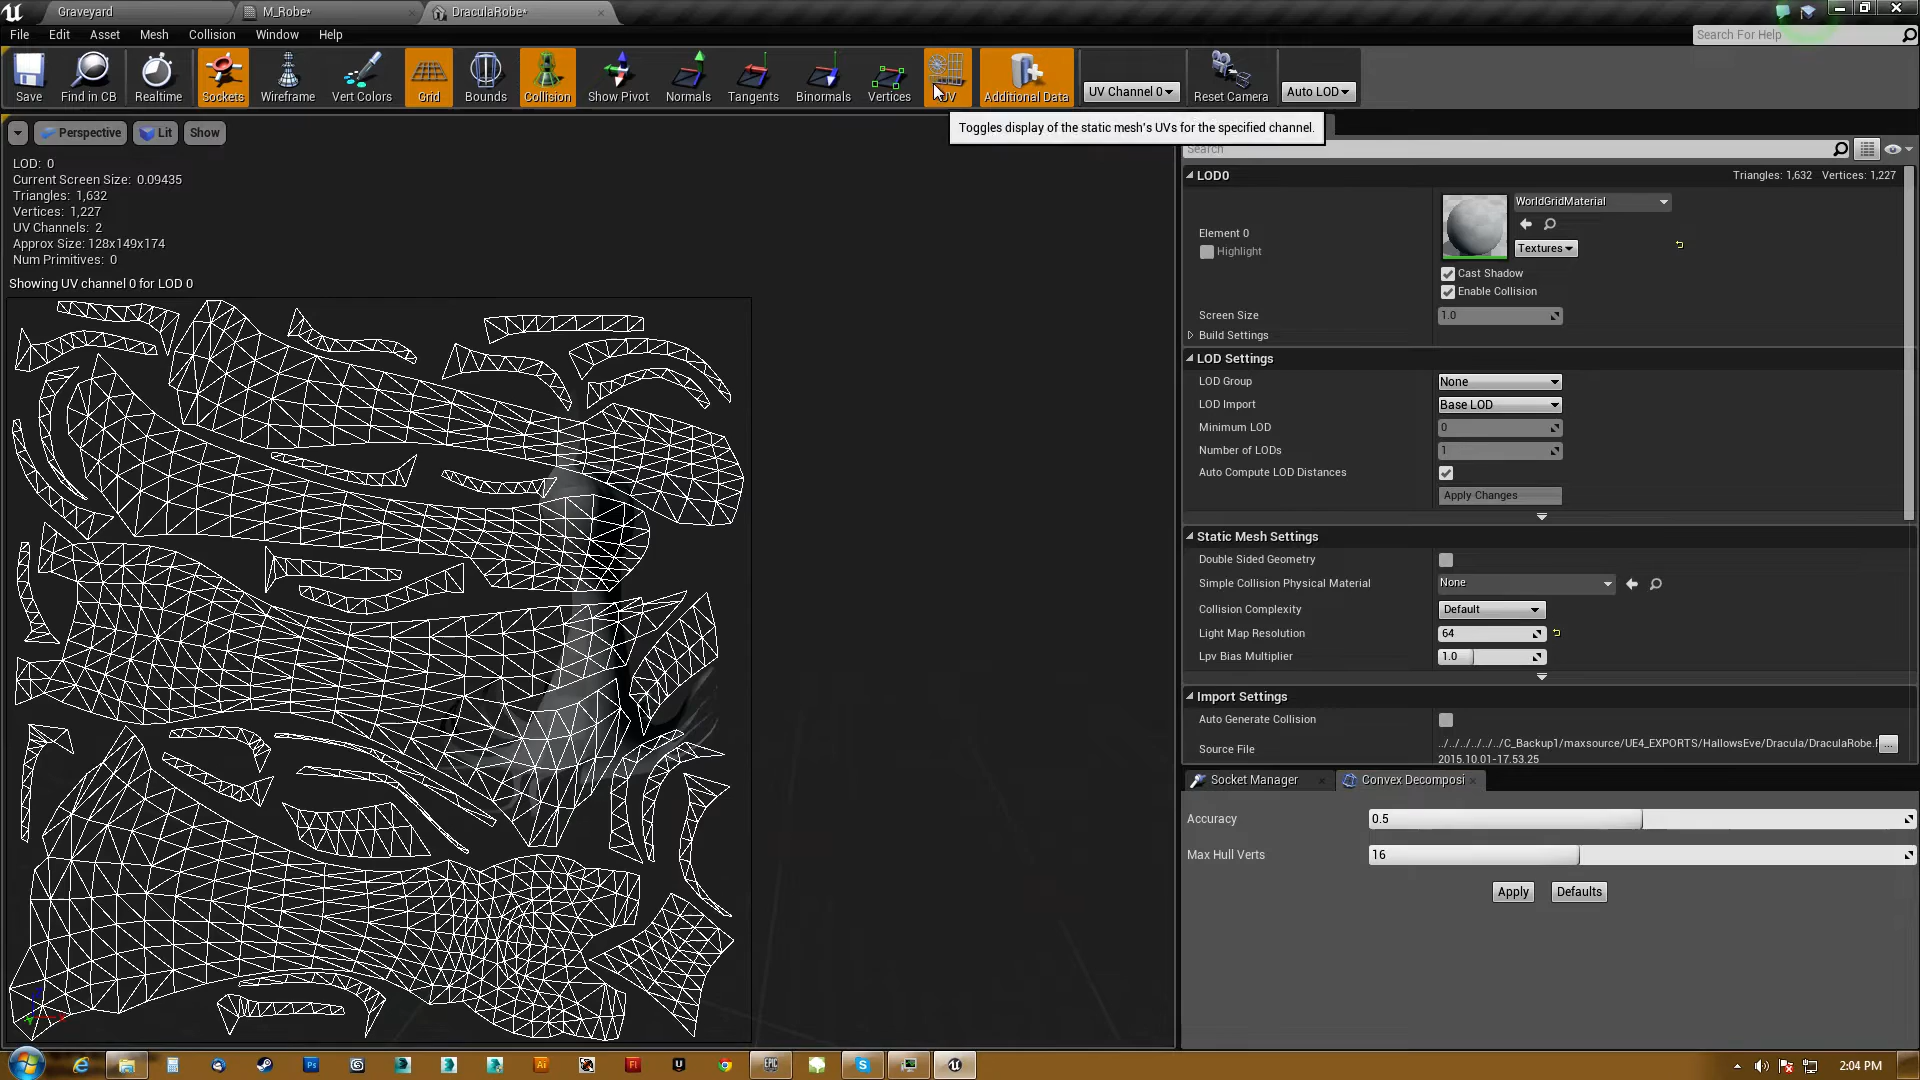 Graveyard
M_Robe*
DraculaRobe*
File Edit Asset Mesh Collision Window Help
Search For Help
Save
Find in CB
Realtime
Sockets
Wireframe
Vert Colors
Grid
Bounds
Collision
Show Pivot
Normals
Tangents
Binormals
Vertices
UV
Additional Data
UV Channel 0
Reset Camera
Auto LOD
Toggles display of the static mesh's UVs for the specified channel.
Perspective
Lit
Show
LOD: 0
Current Screen Size: 0.09435
Triangles: 1,632
Vertices: 1,227
UV Channels: 2
Approx Size: 128x149x174
Num Primitives: 0
Showing UV channel 0 for LOD 0
Search
LOD0
Triangles: 1,632 Vertices: 1,227
Element 0
Highlight
WorldGridMaterial
Textures
Cast Shadow
Enable Collision
Screen Size
1.0
Build Settings
LOD Settings
LOD Group
None
LOD Import
Base LOD
Minimum LOD
0
Number of LODs
1
Auto Compute LOD Distances
Apply Changes
Static Mesh Settings
Double Sided Geometry
Simple Collision Physical Material
None
Collision Complexity
Default
Light Map Resolution
64
Lpv Bias Multiplier
1.0
Import Settings
Auto Generate Collision
Source File
../../../../../../C_Backup1/maxsource/UE4_EXPORTS/HallowsEve/Dracula/DraculaRobe.
...
2015.10.01-17.53.25
Socket Manager
Convex Decomposi
Accuracy
0.5
Max Hull Verts
16
Apply
Defaults
Ps
Ai
Fl
EPIC
S
2:04 PM